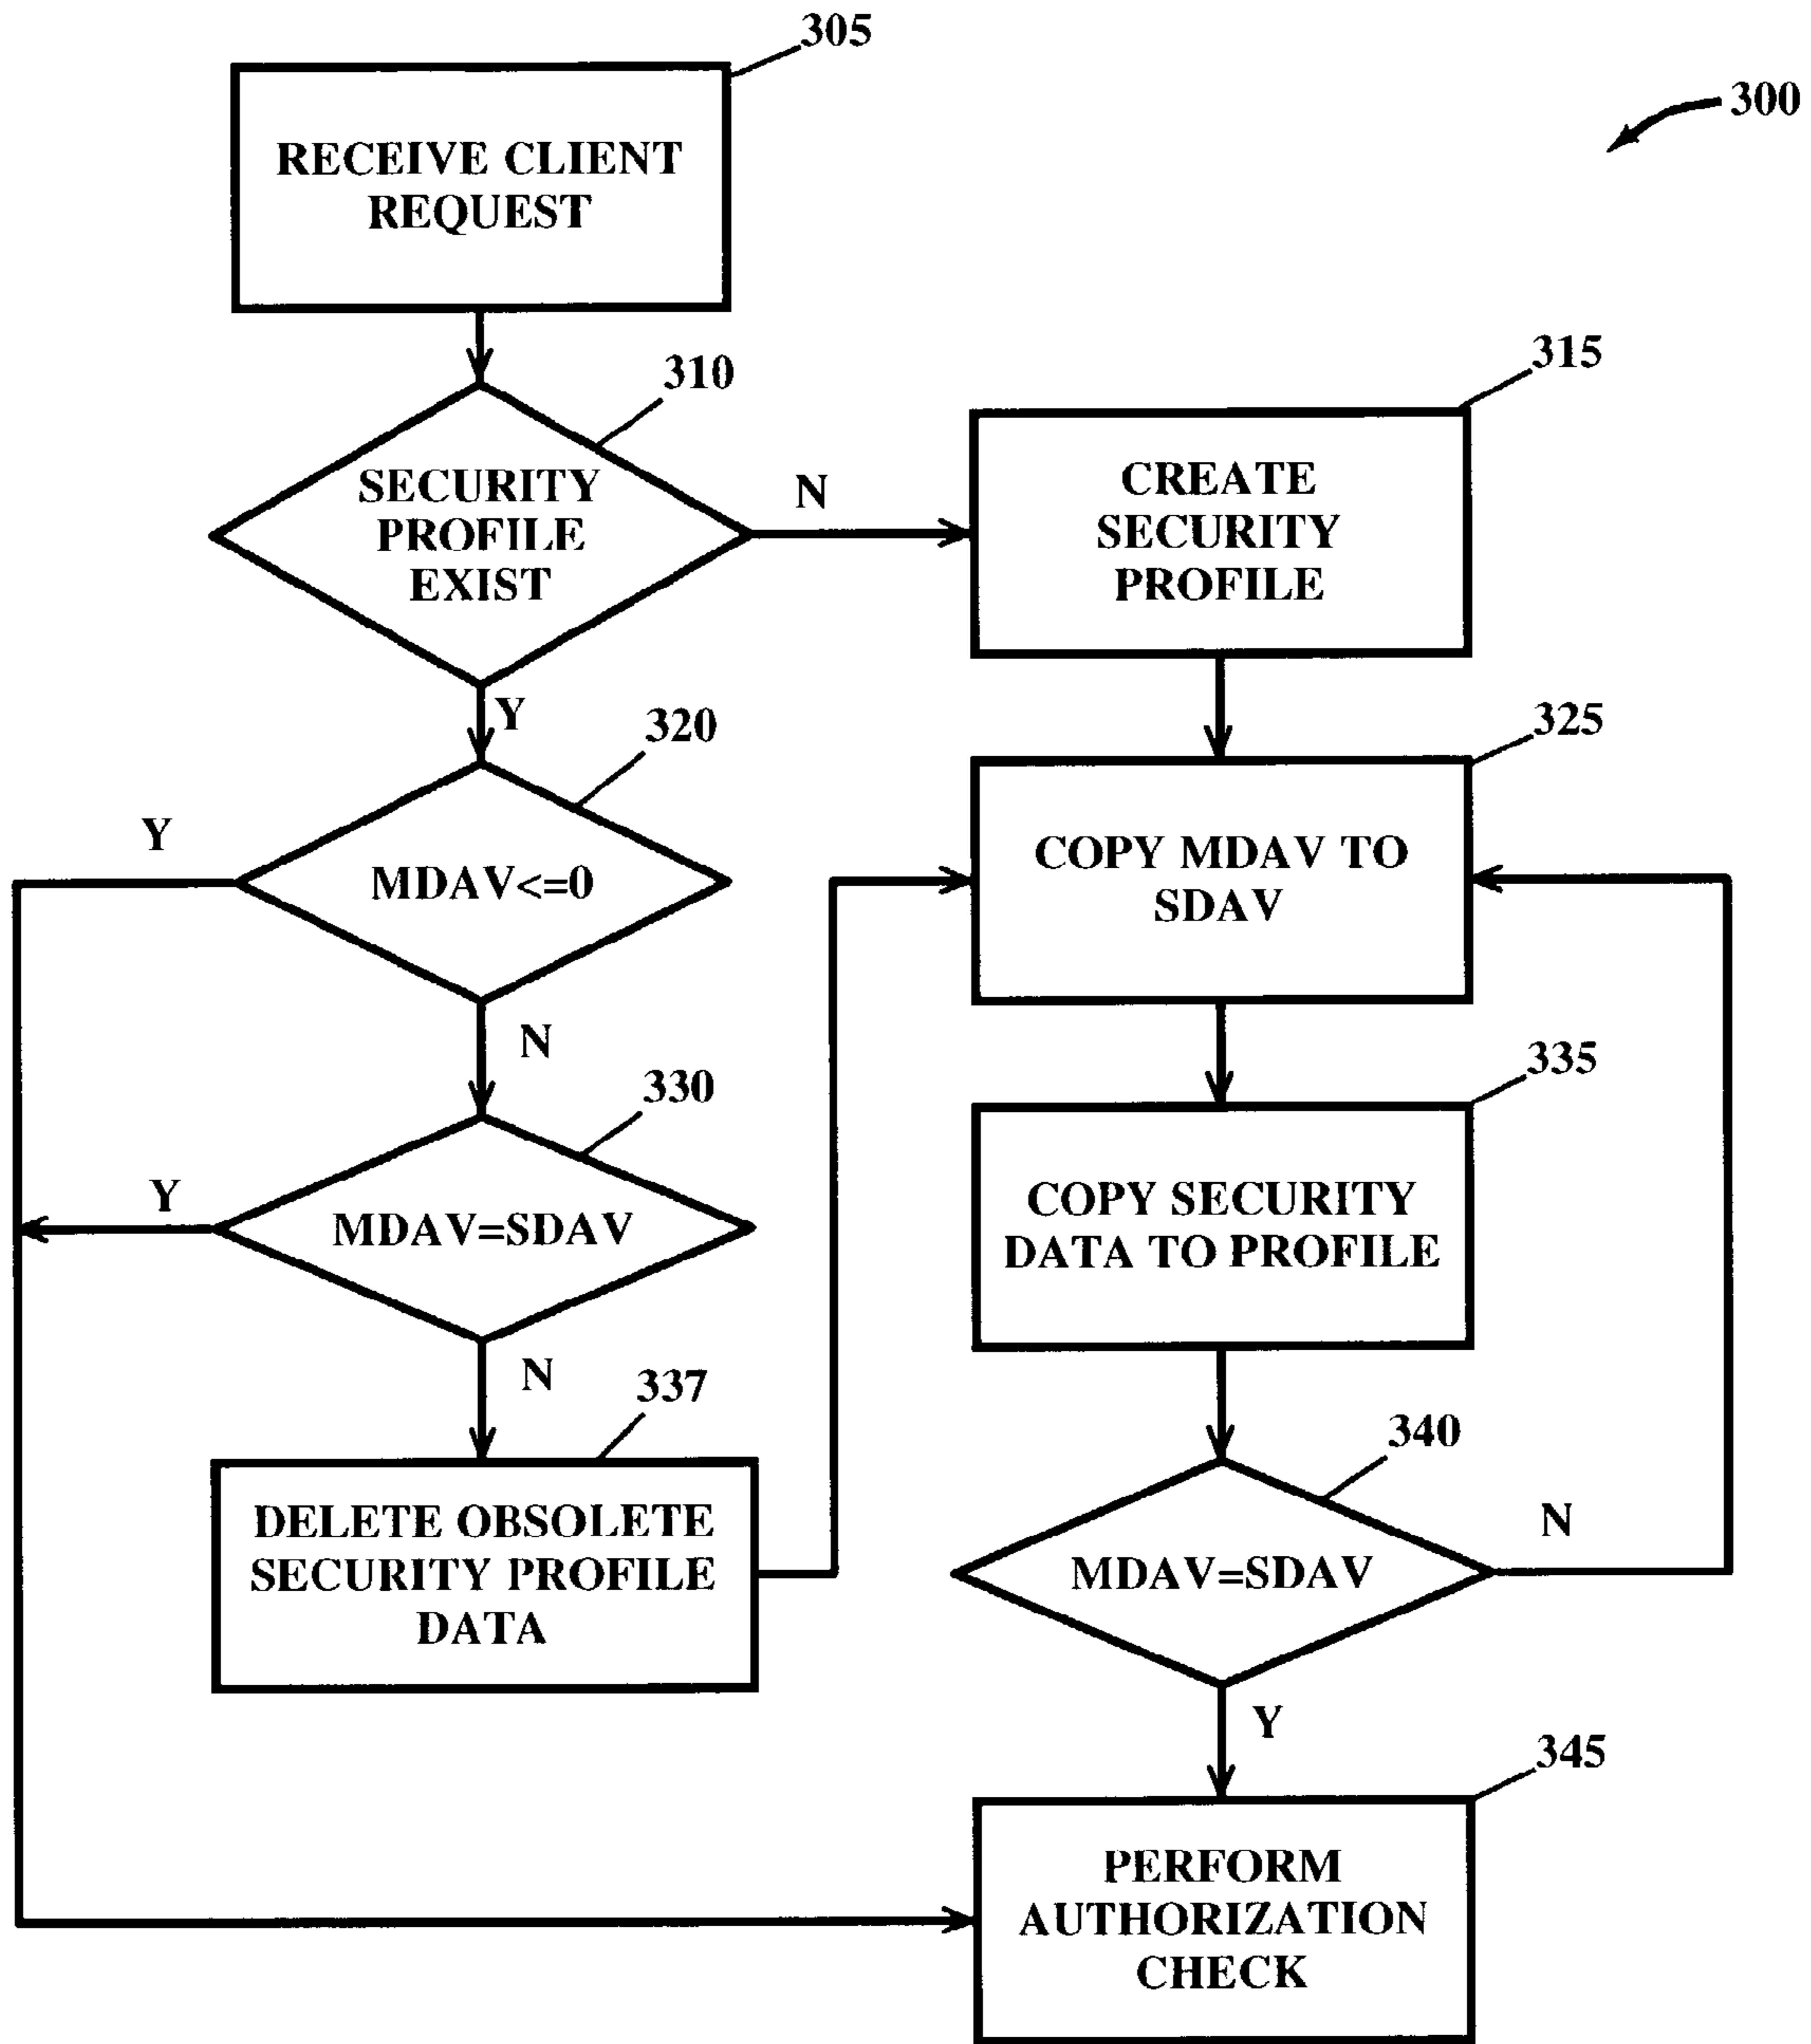 305
300
RECEIVE CLIENT
REQUEST
310
315
SECURITY
PROFILE
EXIST
N
CREATE
SECURITY
PROFILE
Y
320
325
Y
MDAV<=0
COPY MDAV TO
SDAV
N
330
335
Y
MDAV=SDAV
COPY SECURITY
DATA TO PROFILE
N
337
340
DELETE OBSOLETE
SECURITY PROFILE
DATA
MDAV=SDAV
N
Y
345
PERFORM
AUTHORIZATION
CHECK